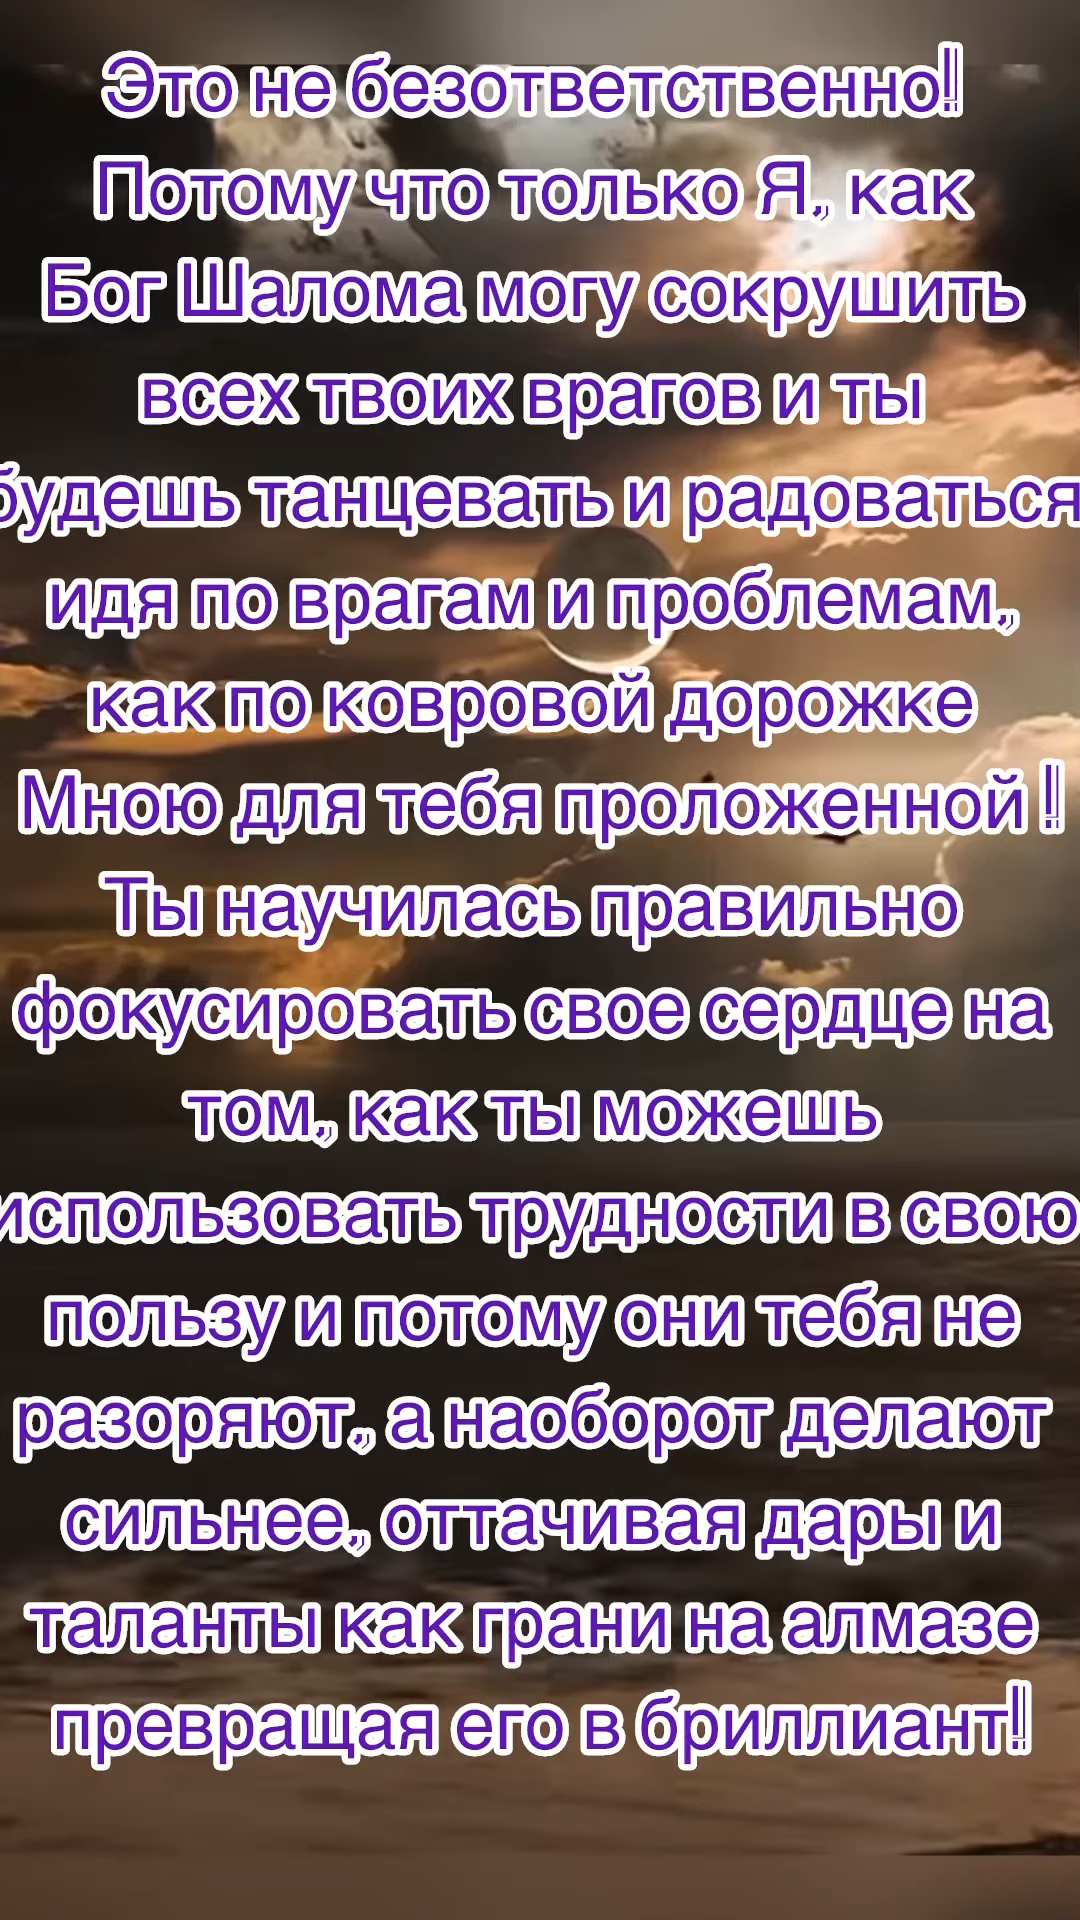 Это не безответственно!
Потому что только Я, как
Бог Шалома могу сокрушить
всех твоих врагов и ты
будешь танцевать и радоваться
идя по врагам и проблемам,
как по ковровой дорожке
Мною для тебя проложенной !
Ты научилась правильно
фокусировать свое сердце на
том, как ты можешь
использовать трудности в свою
пользу и потому они тебя не
разоряют, а наоборот делают
сильнее, оттачивая дары и
таланты как грани на алмазе
превращая его в бриллиант!